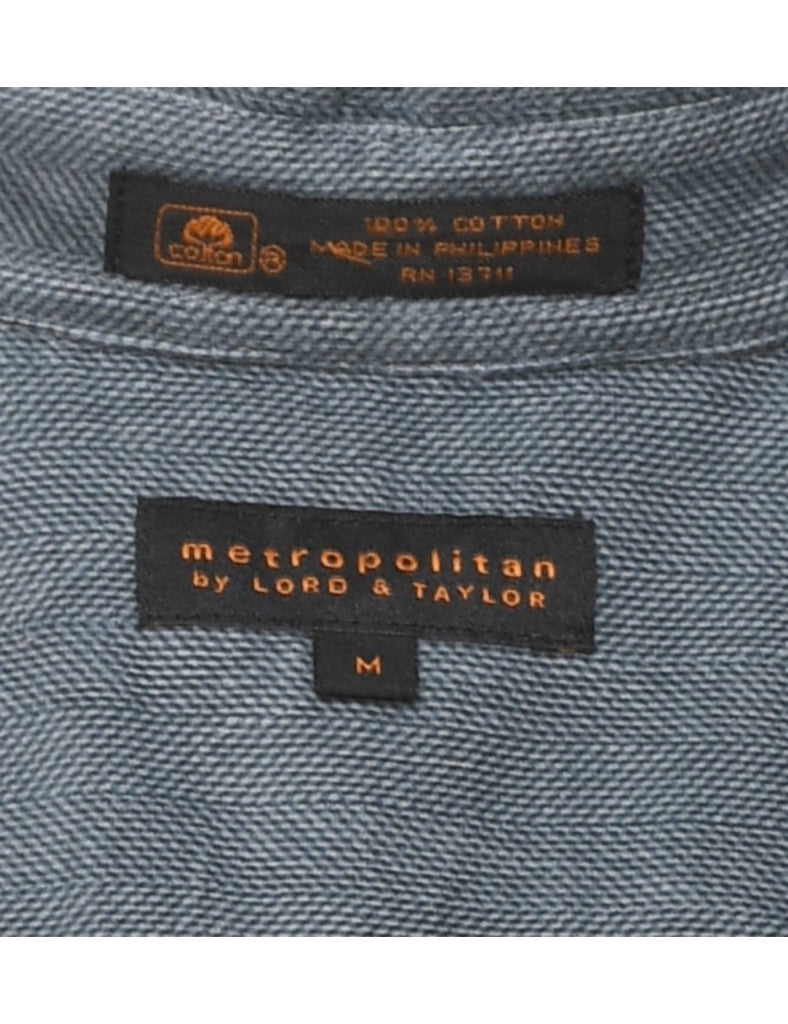 cotton ®
100% COTTON
MADE IN PHILIPPINES
RN 13711
metropolitan
by LORD & TAYLOR
M